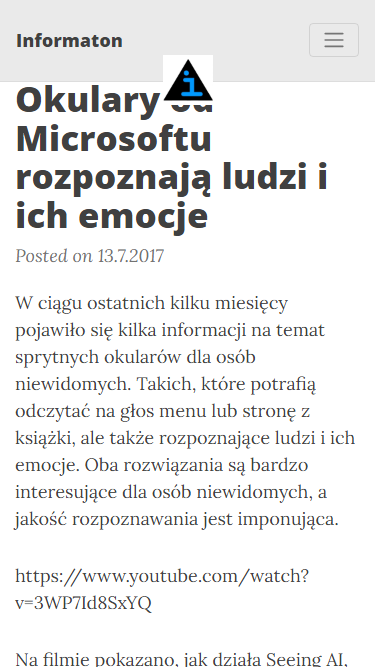 Informaton
Okulary od
Microsoftu
rozpoznają ludzi i
ich emocje
Posted on 13.7.2017
W ciągu ostatnich kilku miesięcy
pojawiło się kilka informacji na temat
sprytnych okularów dla osób
niewidomych. Takich, które potrafią
odczytać na głos menu lub stronę z
książki, ale także rozpoznające ludzi i ich
emocje. Oba rozwiązania są bardzo
interesujące dla osób niewidomych, a
jakość rozpoznawania jest imponująca.
https://www.youtube.com/watch?
v=3WP7Id8SxYQ
Na filmie pokazano, jak działa Seeing AI,